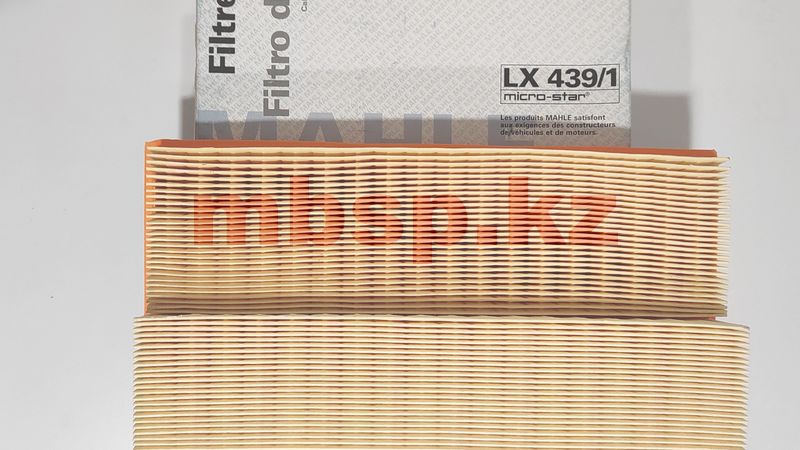 Filtre
Filtro d
LX 439/1
micro-star®
Les produits MAHLE satisfont
aux exigences des constructeurs
de véhicules et de moteurs.
MAHLE
mbsp.kz